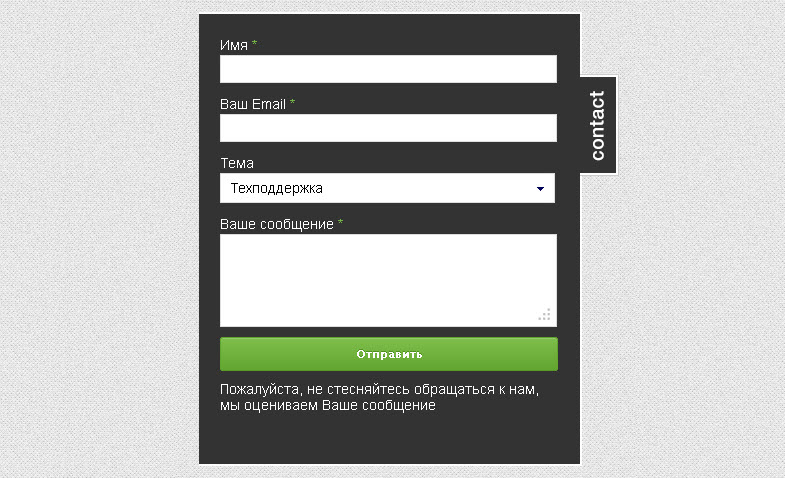 Имя *
Ваш Email *
Тема
Техподдержка
Ваше сообщение *
Отправить
Пожалуйста, не стесняйтесь обращаться к нам,
мы оцениваем Ваше сообщение
contact